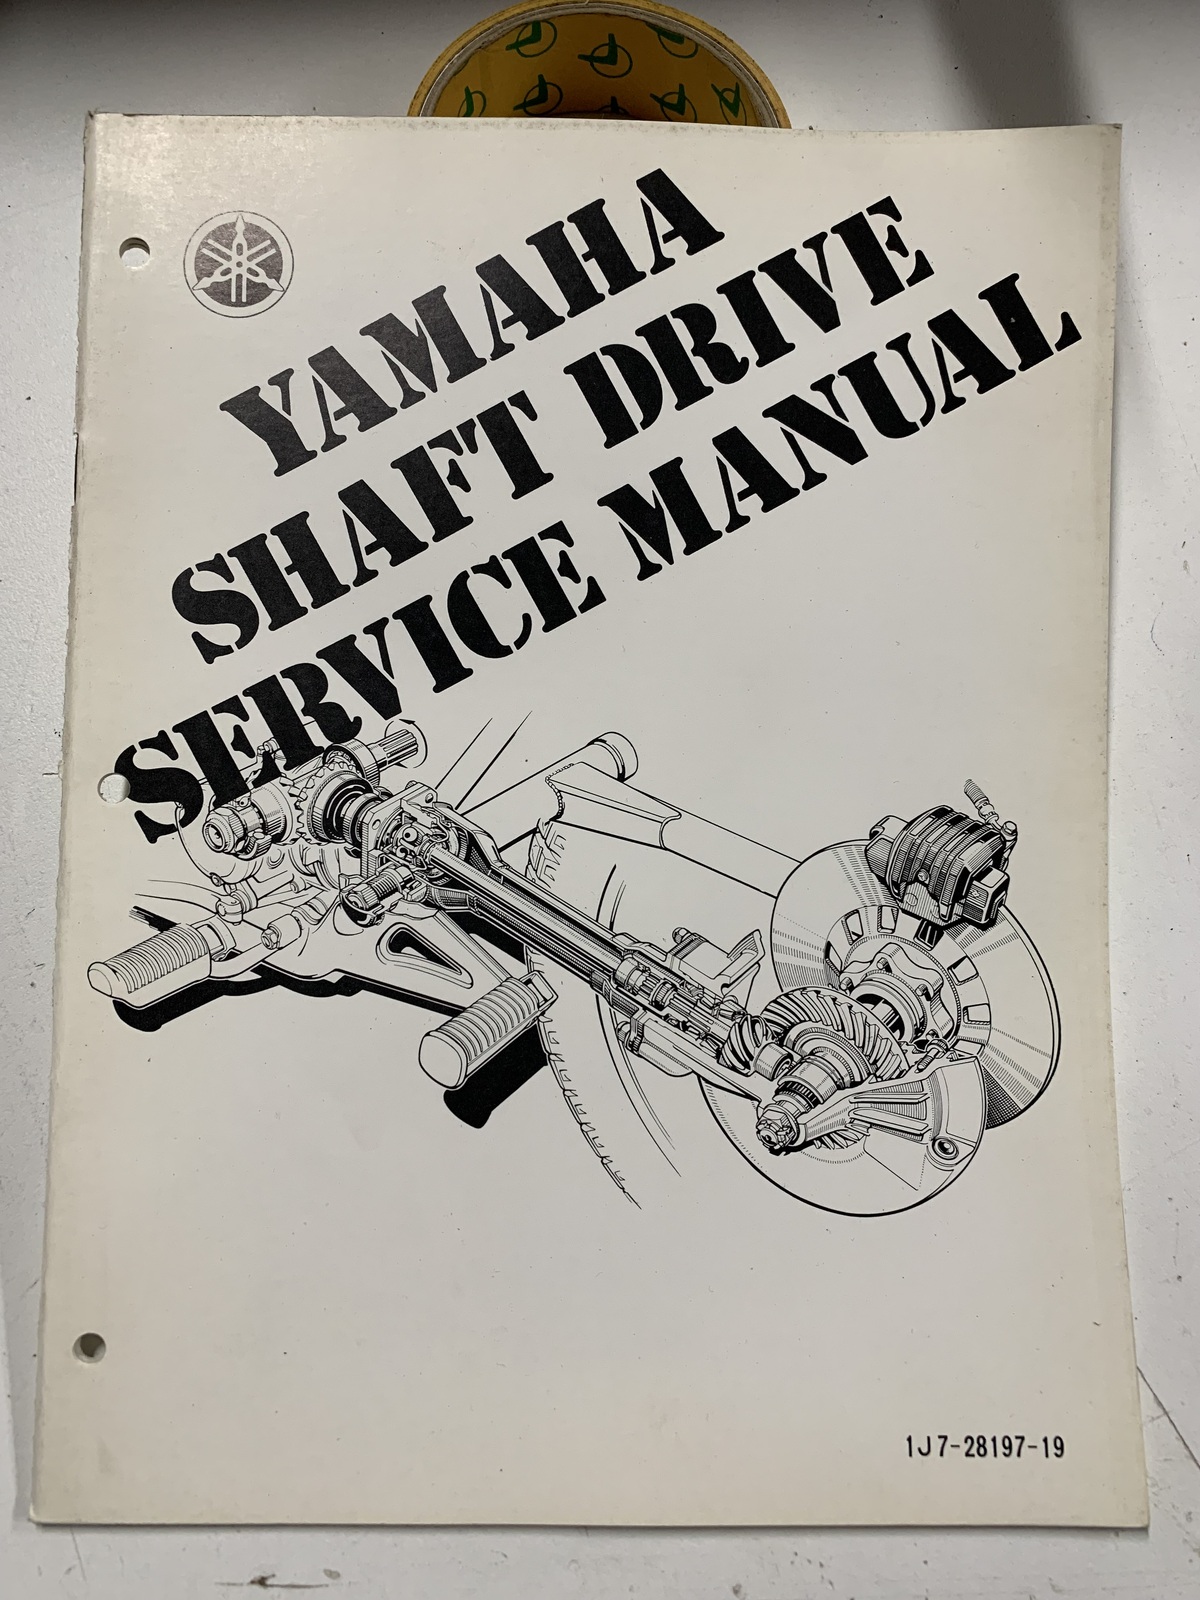 YAMAHA
SHAFT DRIVE
SERVICE MANUAL
1J7-28197-19